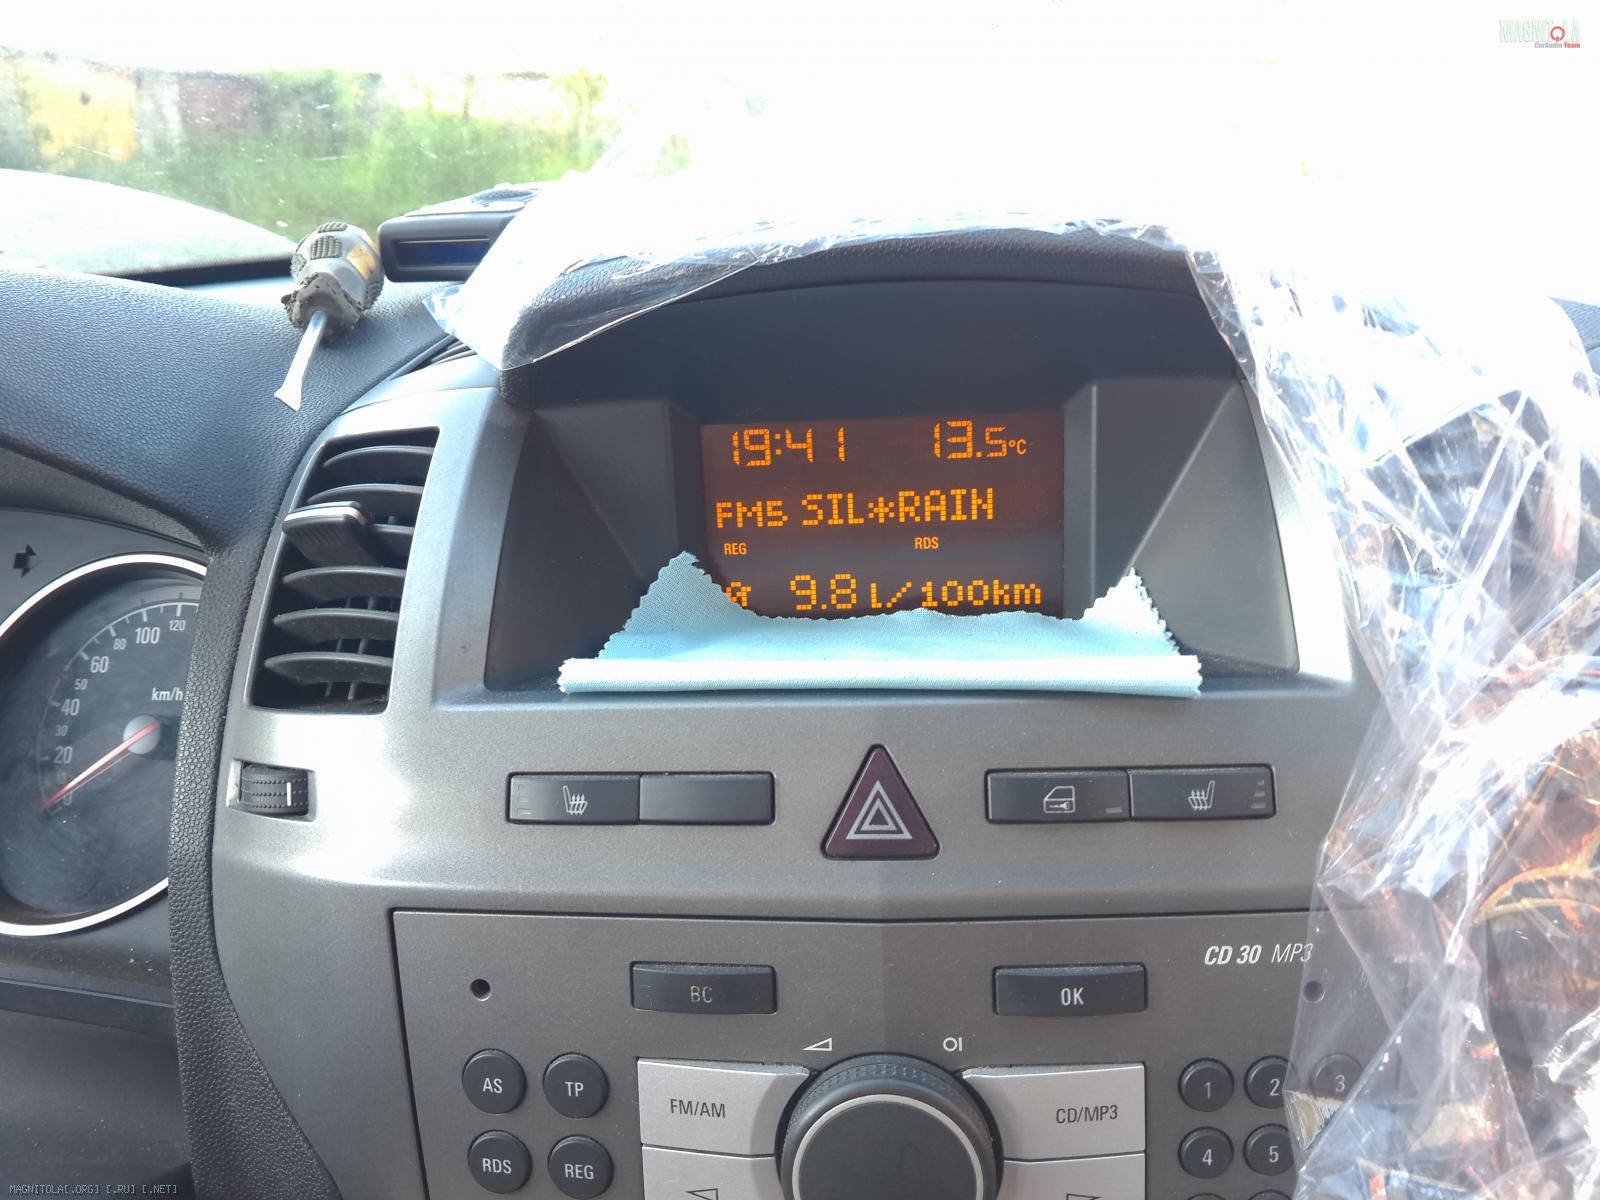 MAGNITOLA
CarAudio Team
19:41 13.5°C
FM5 SIL*RAIN
REG RDS
9.8 l/100km
120
100
80
60
50
40
30
20
km/h
CD 30 MP3
BC OK
AS TP FM/AM CD/MP3 1 2 3
RDS REG 4 5
MAGNITOLA[.ORG] [.RU] [.NET]